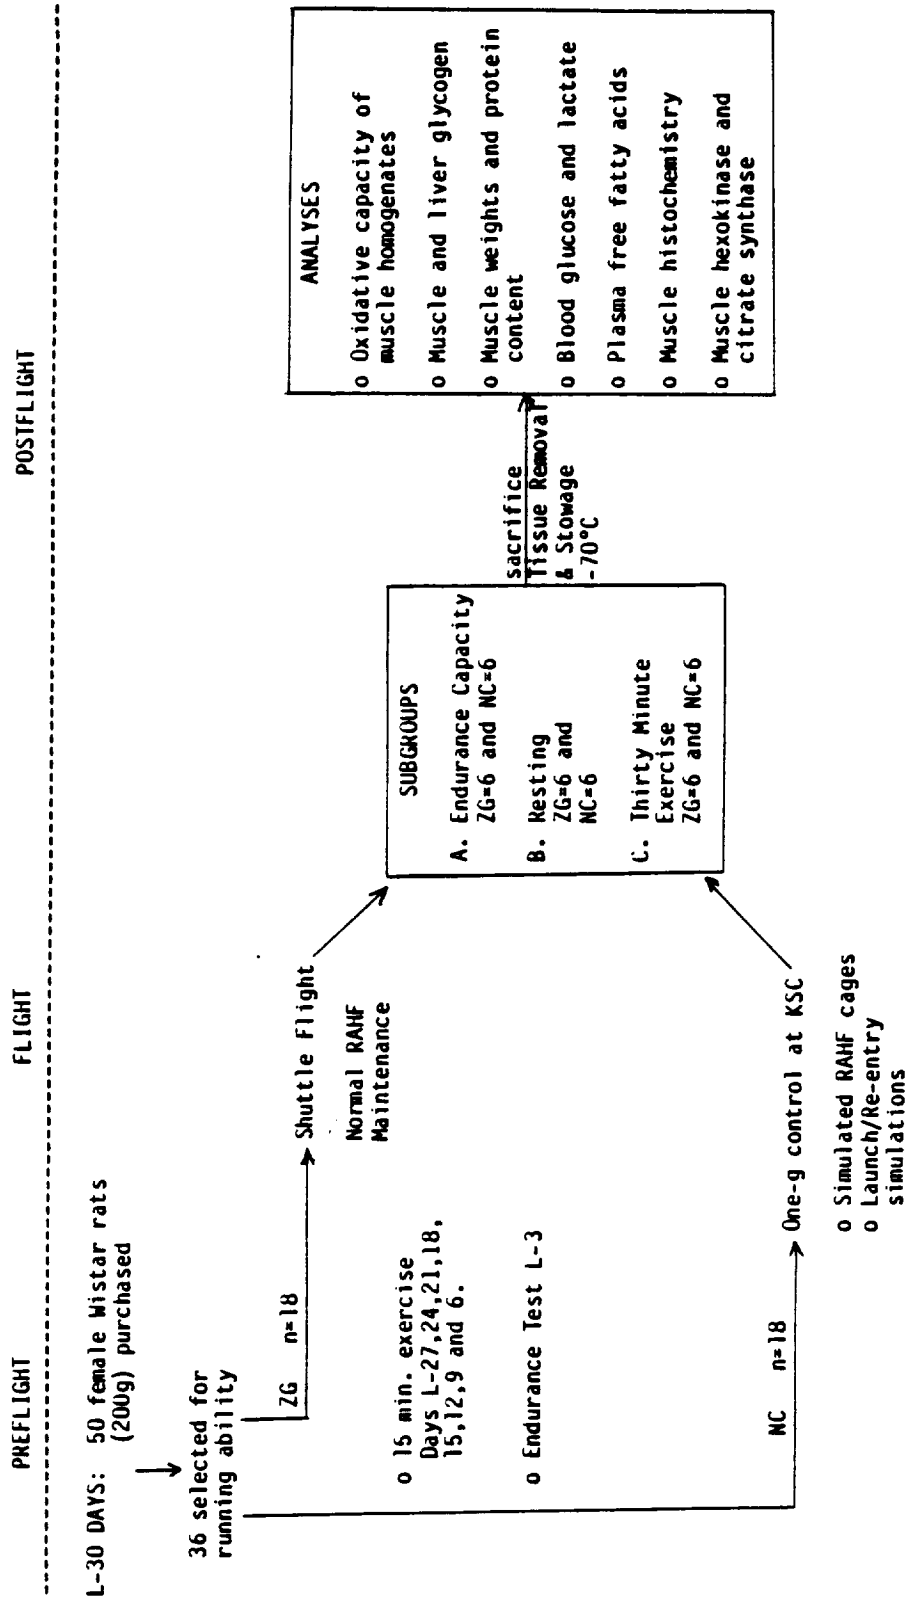 PREFLIGHT
FLIGHT
POSTFLIGHT
L-30 DAYS: 50 female Wistar rats
(200g) purchased
36 selected for
running ability
ZG n=18
o 15 min. exercise
Days L-27,24,21,18,
15,12,9 and 6.
o Endurance Test L-3
NC n=18
Shuttle Flight
Normal RAHF
Maintenance
One-g control at KSC
o Simulated RAHF cages
o Launch/Re-entry
simulations
SUBGROUPS
A. Endurance Capacity
ZG=6 and NC=6
B. Resting
ZG=6 and
NC=6
C. Thirty Minute
Exercise
ZG=6 and NC=6
sacrifice
Tissue Removal
& Stowage
-70°C
ANALYSES
o Oxidative capacity of
muscle homogenates
o Muscle and liver glycogen
o Muscle weights and protein
content
o Blood glucose and lactate
o Plasma free fatty acids
o Muscle histochemistry
o Muscle hexokinase and
citrate synthase